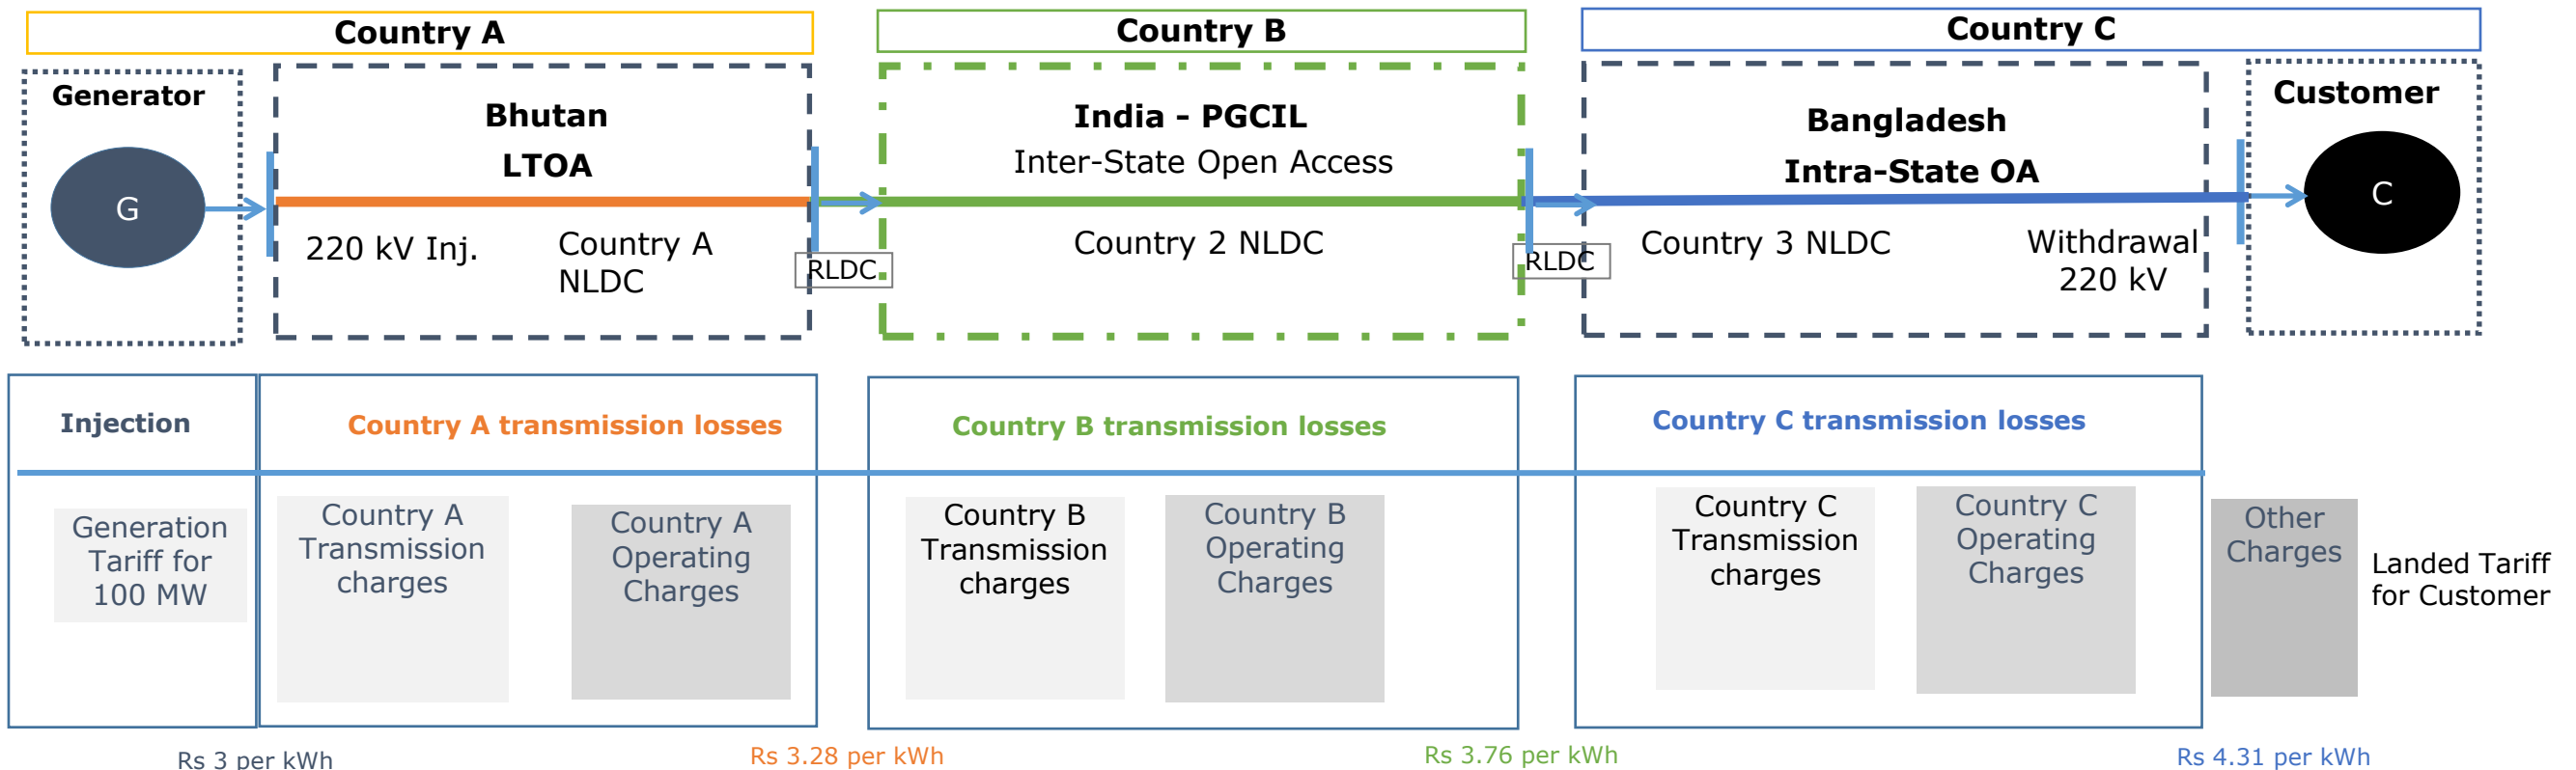 Country A
Country B
Country C
Generator
G
Bhutan
LTOA
220 kV Inj.
Country A
NLDC
RLDC
India - PGCIL
Inter-State Open Access
Country 2 NLDC
RLDC
Bangladesh
Intra-State OA
Country 3 NLDC
Withdrawal
220 kV
Customer
C
Injection
Country A transmission losses
Country B transmission losses
Country C transmission losses
Generation
Tariff for
100 MW
Country A
Transmission
charges
Country A
Operating
Charges
Country B
Transmission
charges
Country B
Operating
Charges
Country C
Transmission
charges
Country C
Operating
Charges
Other
Charges
Landed Tariff
for Customer
Rs 3 per kWh
Rs 3.28 per kWh
Rs 3.76 per kWh
Rs 4.31 per kWh